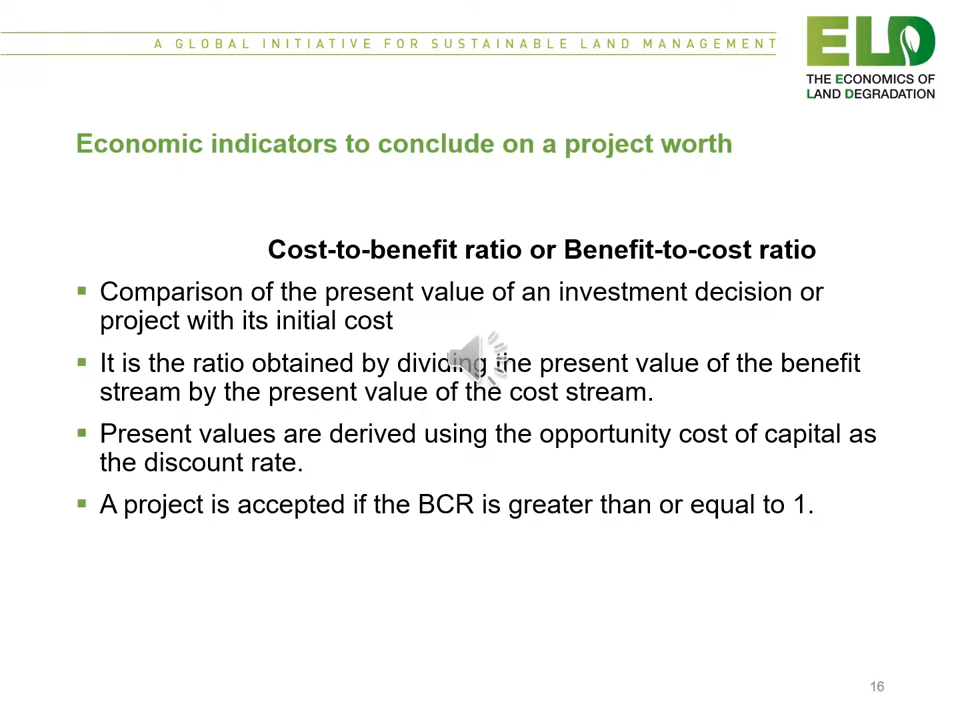 A GLOBAL INITIATIVE FOR SUSTAINABLE LAND MANAGEMENT
ELD
THE ECONOMICS OF
LAND DEGRADATION
Economic indicators to conclude on a project worth
Cost-to-benefit ratio or Benefit-to-cost ratio
Comparison of the present value of an investment decision or
project with its initial cost
It is the ratio obtained by dividing the present value of the benefit
stream by the present value of the cost stream.
Present values are derived using the opportunity cost of capital as
the discount rate.
A project is accepted if the BCR is greater than or equal to 1.
16